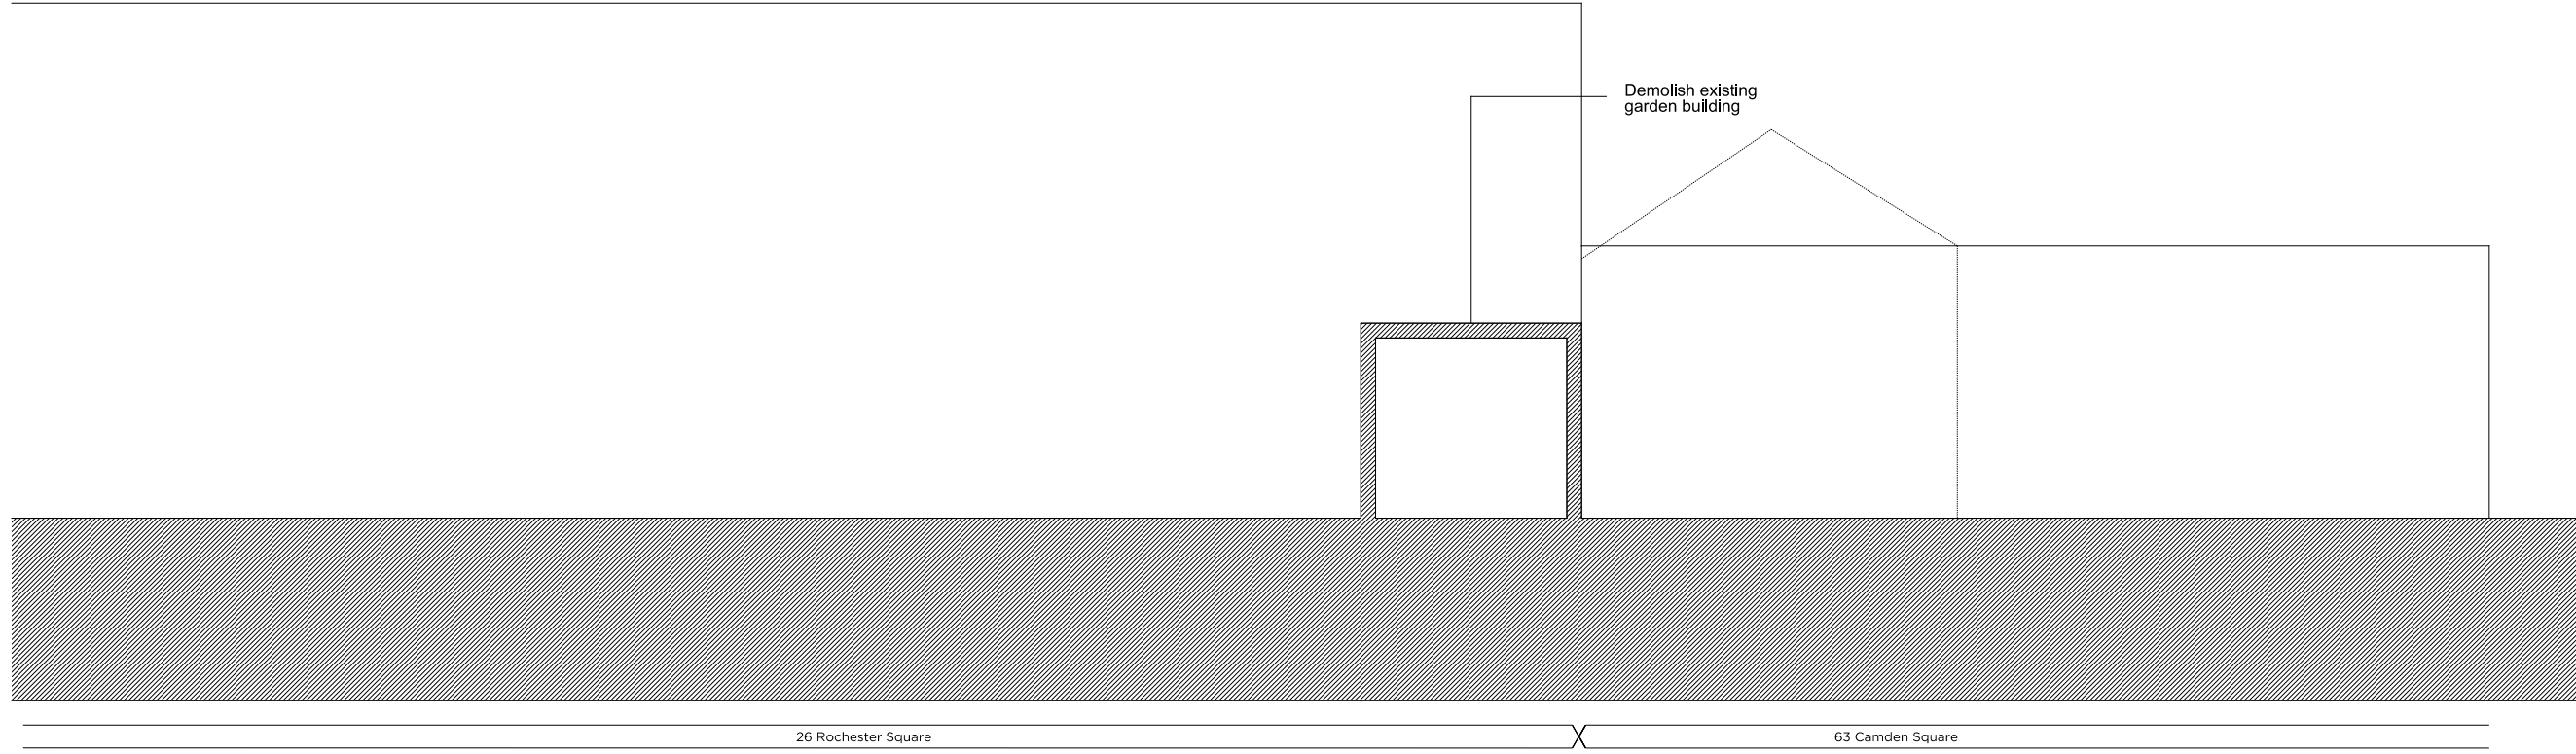 Demolish existing
garden building
26 Rochester Square
63 Camden Square